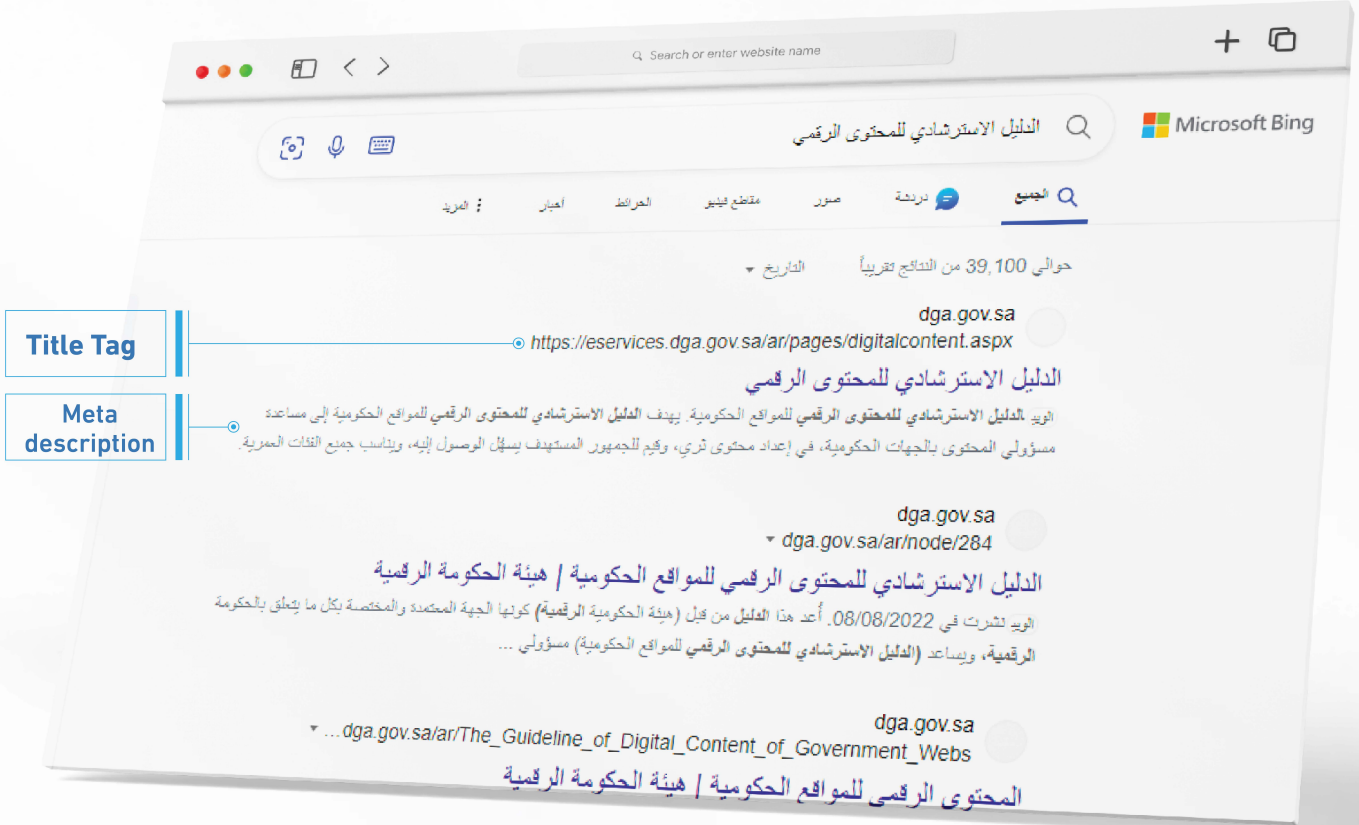 Search or enter website name
Microsoft Bing
الدليل الاسترشادي للمحتوى الرقمي
الجميع دردشة صور مقاطع فيديو الخرائط أخبار المزيد
حوالي 39,100 من النتائج تقريباً التاريخ
dga.gov.sa
https://eservices.dga.gov.sa/ar/pages/digitalcontent.aspx
Title Tag
الدليل الاسترشادي للمحتوى الرقمي
Meta description
الويب الدليل الاسترشادي للمحتوى الرقمي للمواقع الحكومية. يهدف الدليل الاسترشادي للمحتوى الرقمي للمواقع الحكومية إلى مساعدة
مسؤولي المحتوى بالجهات الحكومية، في إعداد محتوى ثري، وقيم للجمهور المستهدف يسهّل الوصول إليه، ويناسب جميع الفئات العمرية.
dga.gov.sa
dga.gov.sa/ar/node/284
الدليل الاسترشادي للمحتوى الرقمي للمواقع الحكومية | هيئة الحكومة الرقمية
الويب نشرت في 08/08/2022. أُعد هذا الدليل من قبل (هيئة الحكومية الرقمية) كونها الجهة المعتمدة والمختصة بكل ما يتعلق بالحكومة
الرقمية، ويساعد (الدليل الاسترشادي للمحتوى الرقمي للمواقع الحكومية) مسؤولي ...
dga.gov.sa
dga.gov.sa/ar/The_Guideline_of_Digital_Content_of_Government_Webs...
المحتوى الرقمي للمواقع الحكومية | هيئة الحكومة الرقمية